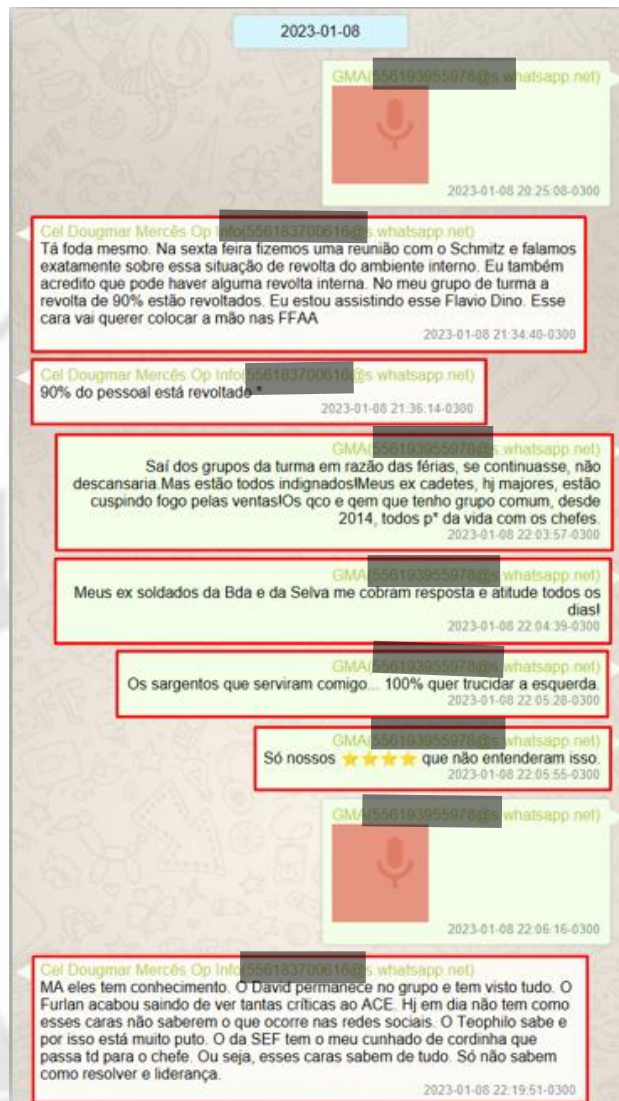 2023-01-08
GMA( s.whatsapp.net)
2023-01-08 20:25:08-0300
Cel Dougmar Mercês Op Info( s.whatsapp.net)
Tá foda mesmo. Na sexta feira fizemos uma reunião com o Schmitz e falamos
exatamente sobre essa situação de revolta do ambiente interno. Eu também
acredito que pode haver alguma revolta interna. No meu grupo de turma a
revolta de 90% estão revoltados. Eu estou assistindo esse Flavio Dino. Esse
cara vai querer colocar a mão nas FFAA
2023-01-08 21:34:40-0300
Cel Dougmar Mercês Op Info( s.whatsapp.net)
90% do pessoal está revoltado *
2023-01-08 21:36:14-0300
GMA( s.whatsapp.net)
Saí dos grupos da turma em razão das férias, se continuasse, não
descansaria.Mas estão todos indignados!Meus ex cadetes, hj majores, estão
cuspindo fogo pelas ventas!Os qco e qem que tenho grupo comum, desde
2014, todos p* da vida com os chefes.
2023-01-08 22:03:57-0300
GMA( s.whatsapp.net)
Meus ex soldados da Bda e da Selva me cobram resposta e atitude todos os
dias!
2023-01-08 22:04:39-0300
GMA( s.whatsapp.net)
Os sargentos que serviram comigo... 100% quer trucidar a esquerda.
2023-01-08 22:05:28-0300
GMA( s.whatsapp.net)
Só nossos ⭐⭐⭐⭐ que não entenderam isso.
2023-01-08 22:05:55-0300
GMA( whatsapp.net)
2023-01-08 22:06:16-0300
Cel Dougmar Mercês Op Info( s.whatsapp.net)
MA eles tem conhecimento. O David permanece no grupo e tem visto tudo. O
Furlan acabou saindo de ver tantas críticas ao ACE. Hj em dia não tem como
esses caras não saberem o que ocorre nas redes sociais. O Teophilo sabe e
por isso está muito puto. O da SEF tem o meu cunhado de cordinha que
passa td para o chefe. Ou seja, esses caras sabem de tudo. Só não sabem
como resolver e liderança.
2023-01-08 22:19:51-0300